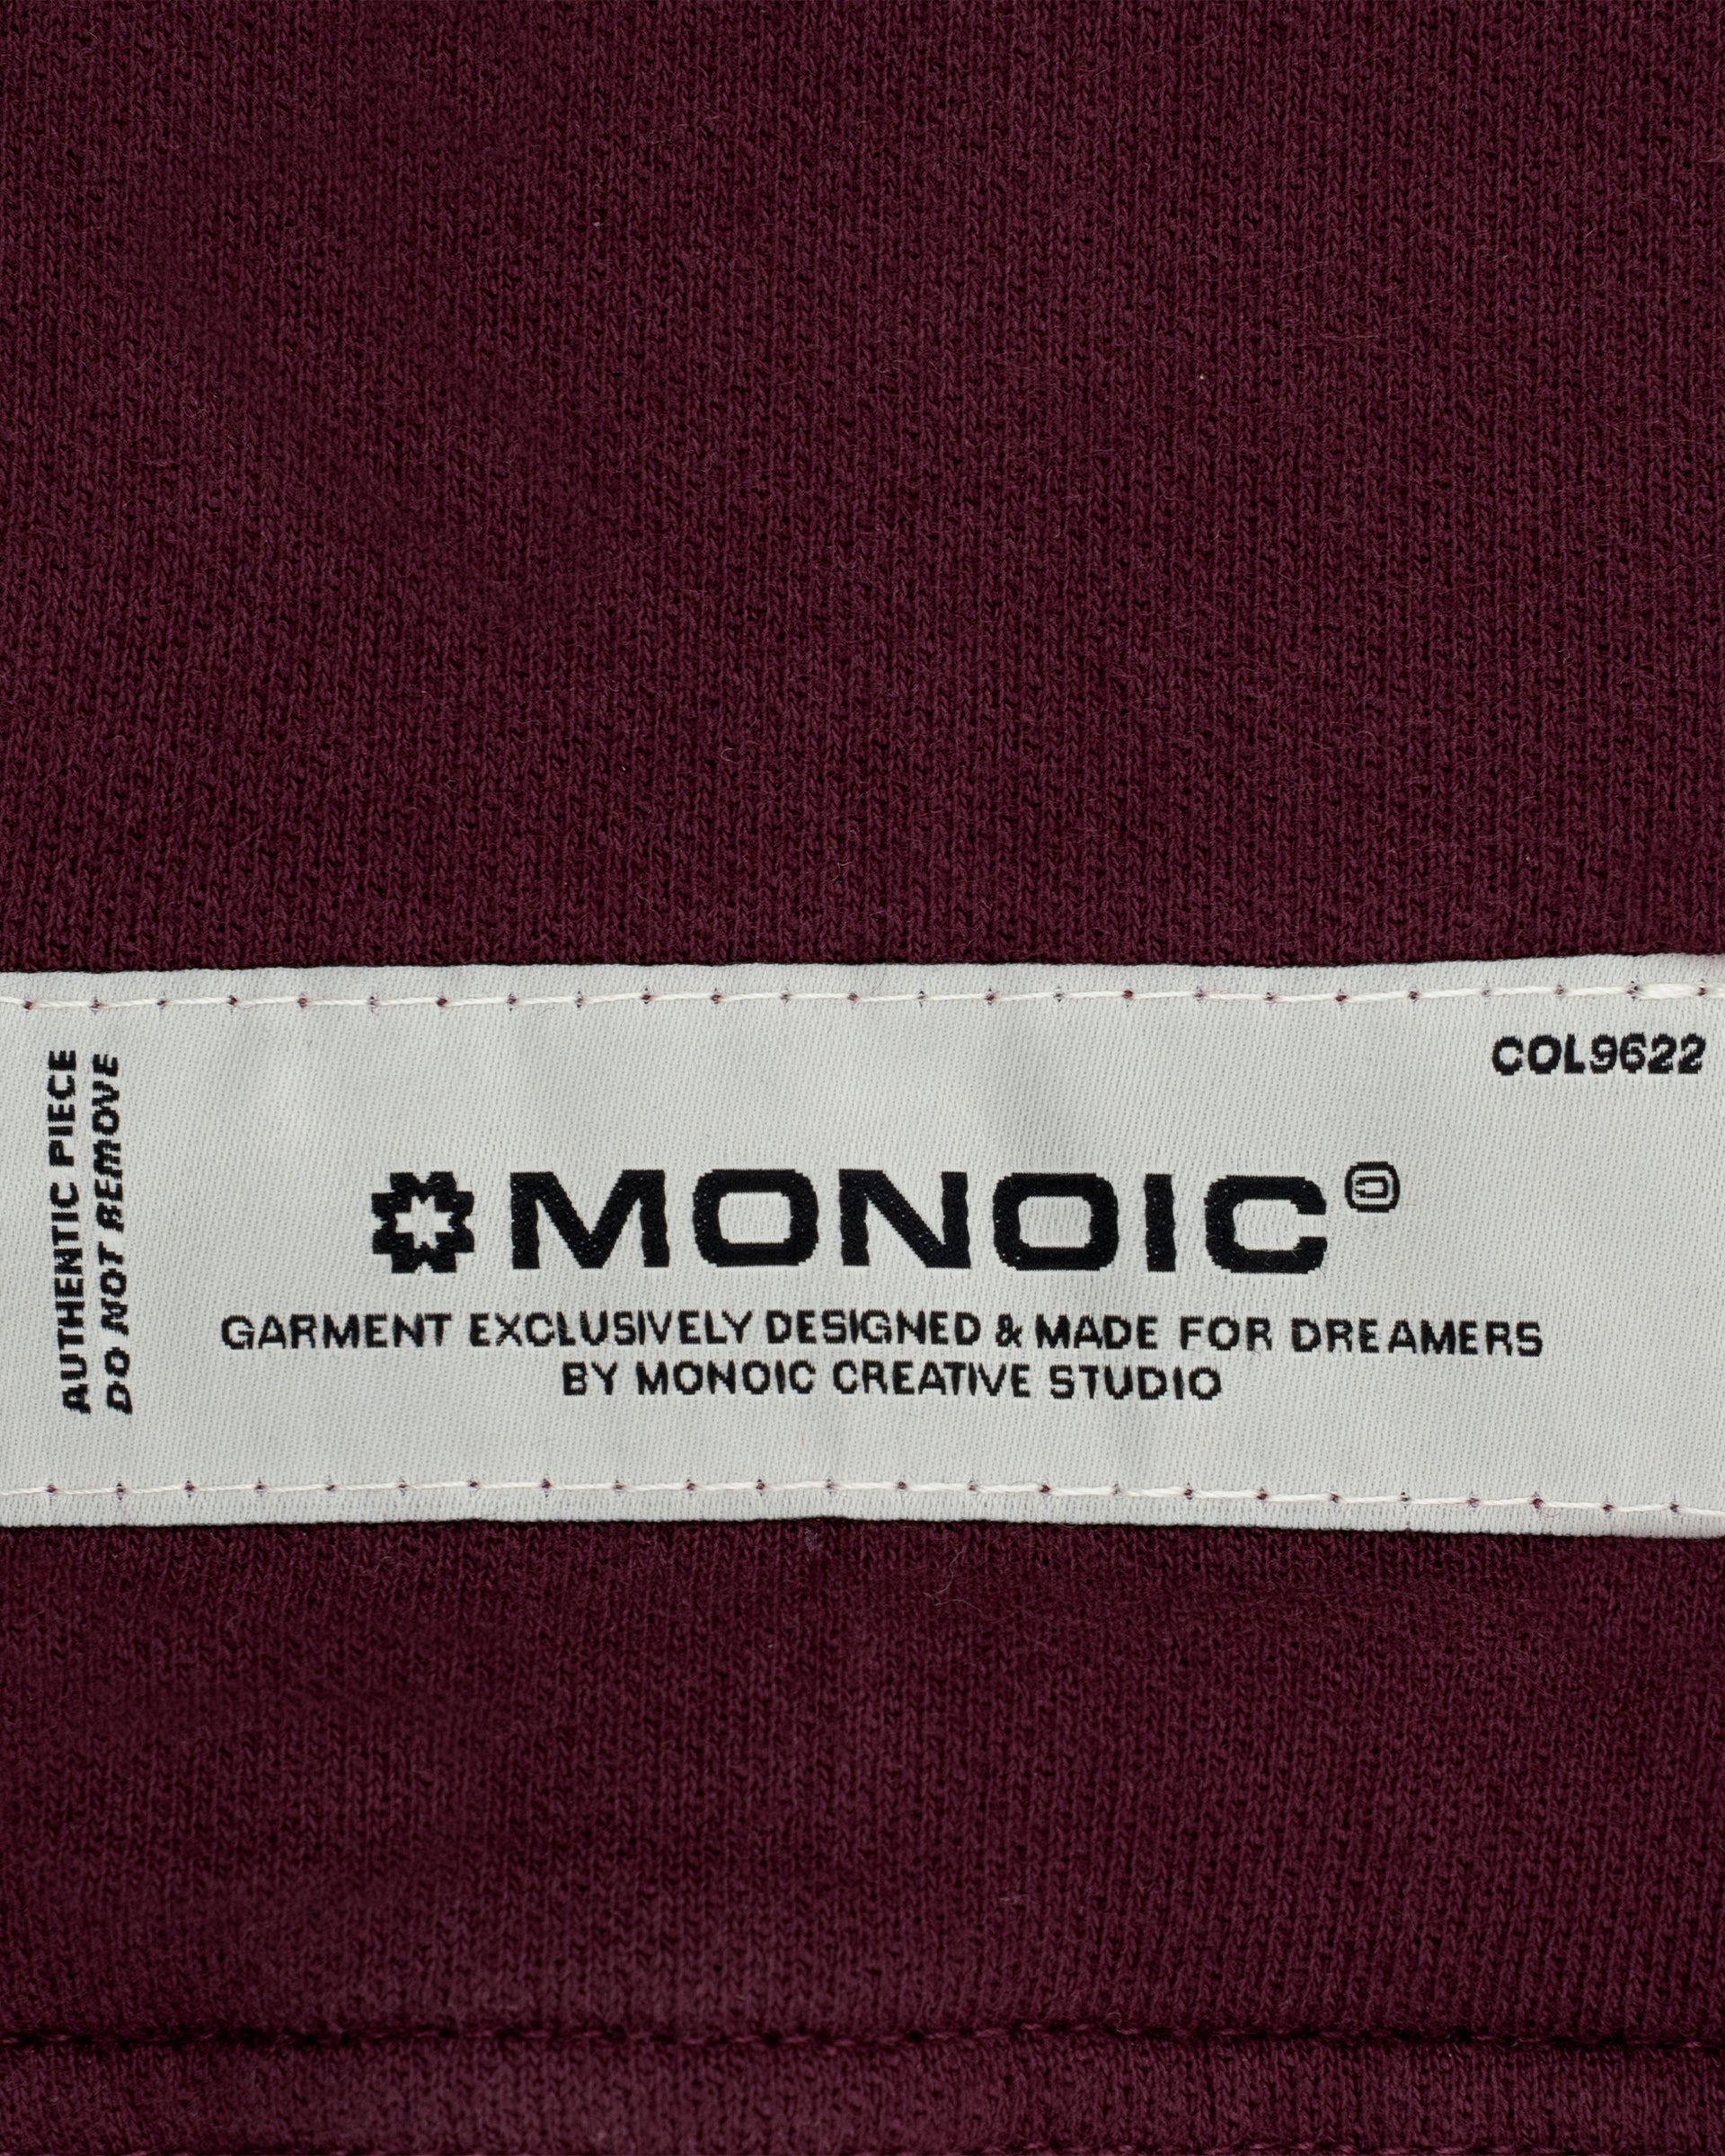 AUTHENTIC PIECE
DO NOT REMOVE
COL9622
MONOIC©
GARMENT EXCLUSIVELY DESIGNED & MADE FOR DREAMERS
BY MONOIC CREATIVE STUDIO